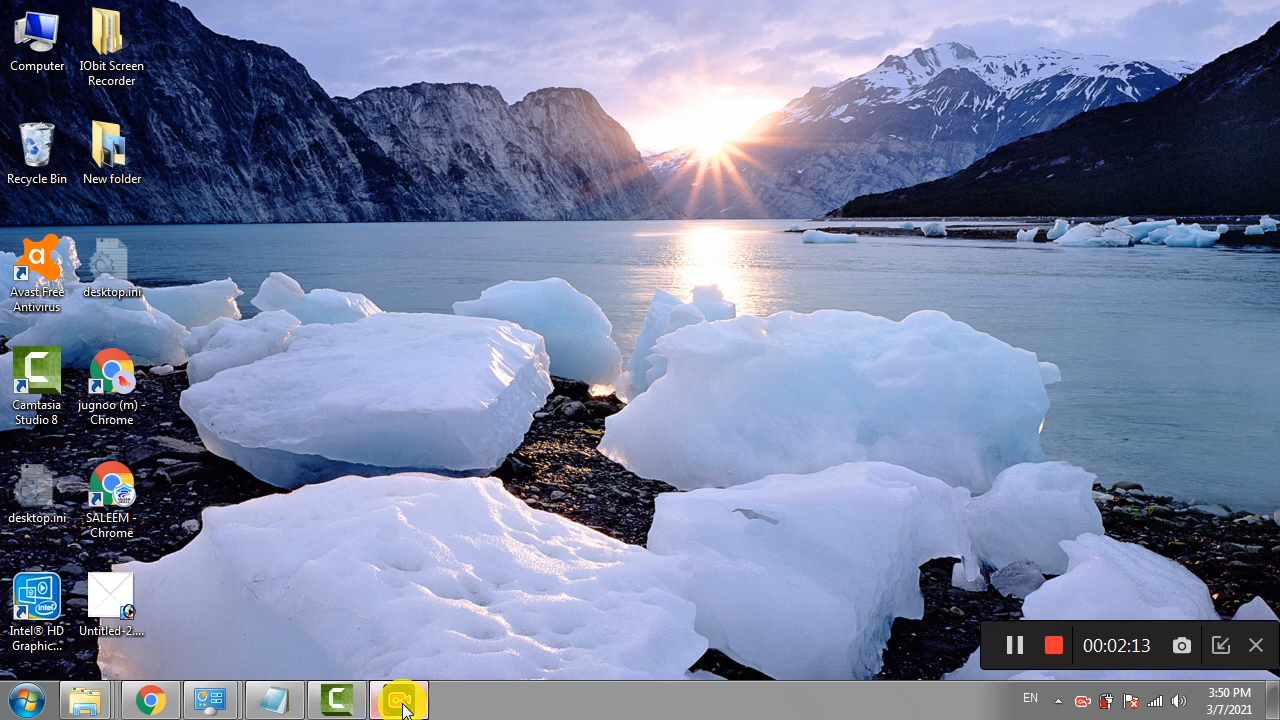 Computer
IObit Screen
Recorder
Recycle Bin
New folder
Avast Free
Antivirus
desktop.ini
Camtasia
Studio 8
jugnoo (m) -
Chrome
desktop.ini
SALEEM -
Chrome
Intel® HD
Graphic...
Untitled-2....
00:02:13
EN
3:50 PM
3/7/2021